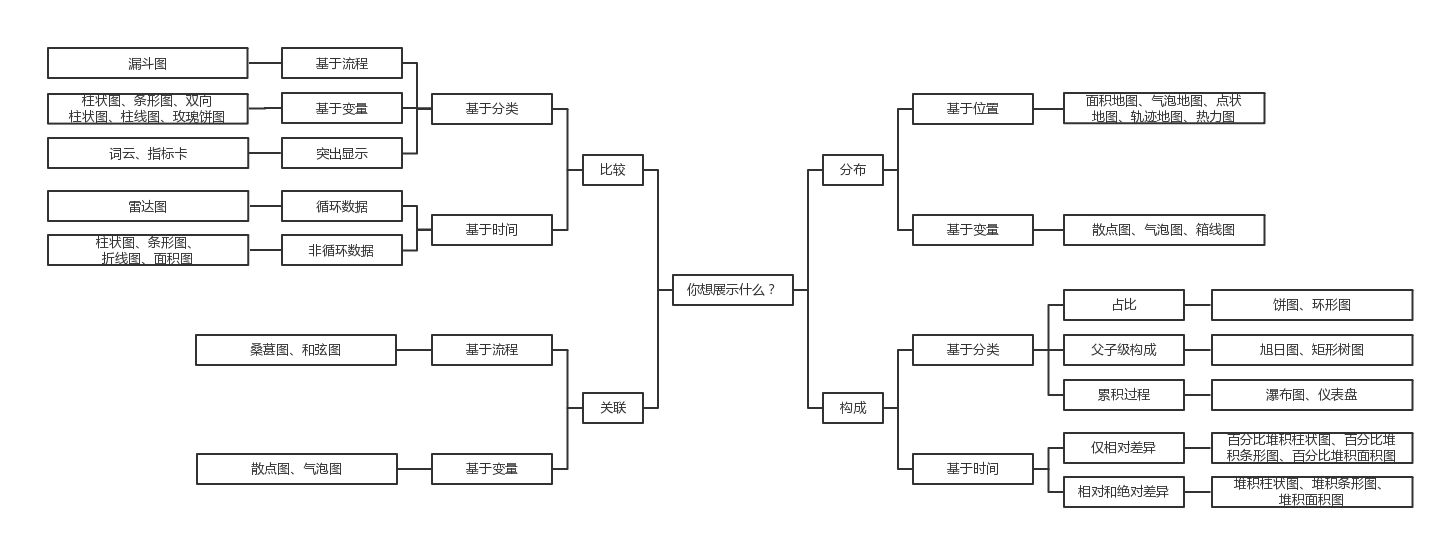 漏斗图
基于流程
柱状图、条形图、双向
柱状图、柱线图、玫瑰饼图
基于变量
基于分类
词云、指标卡
突出显示
比较
雷达图
循环数据
柱状图、条形图、
折线图、面积图
非循环数据
基于时间
你想展示什么？
桑葚图、和弦图
基于流程
关联
散点图、气泡图
基于变量
分布
基于位置
面积地图、气泡地图、点状
地图、轨迹地图、热力图
基于变量
散点图、气泡图、箱线图
构成
基于分类
占比
饼图、环形图
父子级构成
旭日图、矩形树图
累积过程
瀑布图、仪表盘
基于时间
仅相对差异
百分比堆积柱状图、百分比堆
积条形图、百分比堆积面积图
相对和绝对差异
堆积柱状图、堆积条形图、
堆积面积图